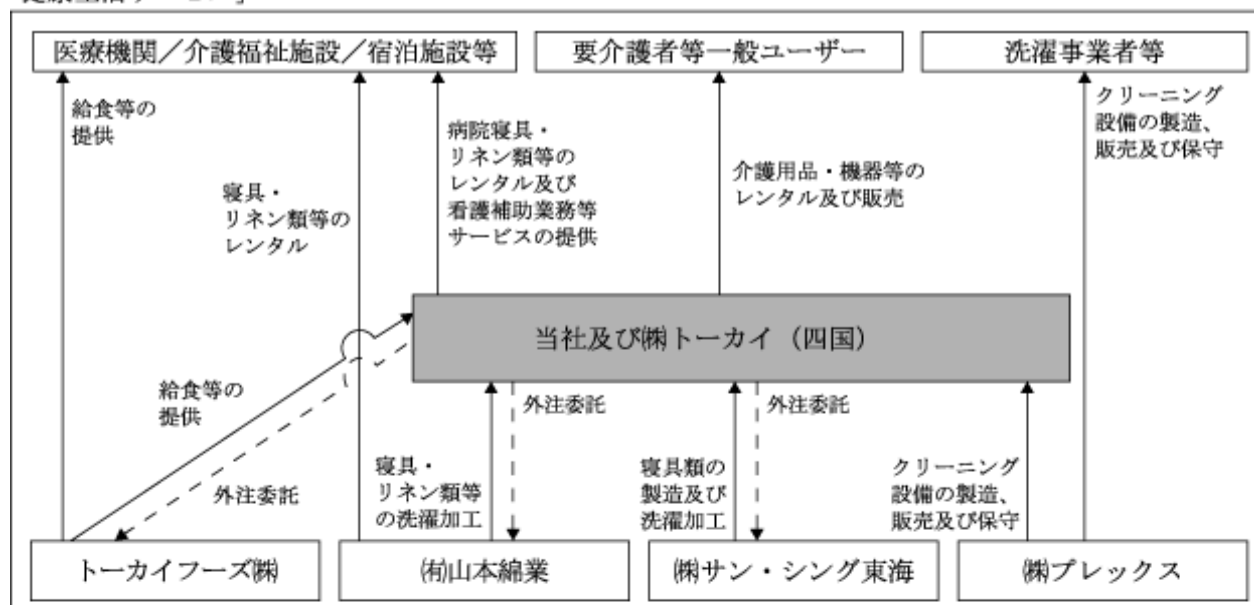 医療機関／介護福祉施設／宿泊施設等
要介護者等一般ユーザー
洗濯事業者等
給食等の
提供
寝具・
リネン類等の
レンタル
病院寝具・
リネン類等の
レンタル及び
看護補助業務等
サービスの提供
介護用品・機器等の
レンタル及び販売
クリーニング
設備の製造、
販売及び保守
当社及び㈱トーカイ（四国）
給食等の
提供
外注委託
寝具・
リネン類等
の洗濯加工
外注委託
寝具類の
製造及び
洗濯加工
外注委託
クリーニング
設備の製造、
販売及び保守
トーカイフーズ㈱
㈲山本綿業
㈱サン・シング東海
㈱プレックス